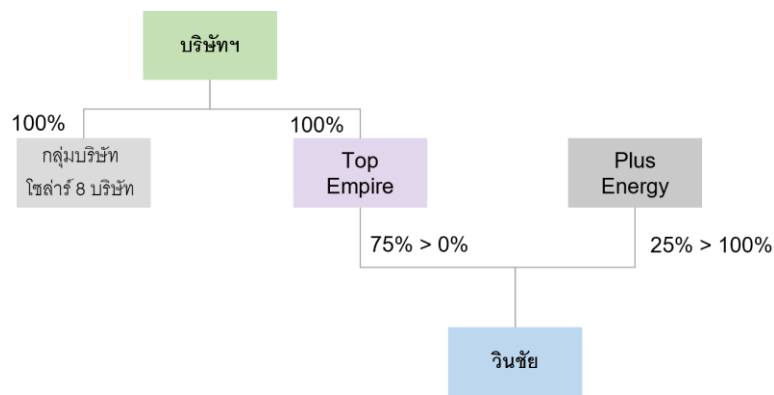 บริษัทฯ
100%
100%
กลุ่มบริษัท
โซล่าร์ 8 บริษัท
Top
Empire
Plus
Energy
75% > 0%
25% > 100%
วินชัย